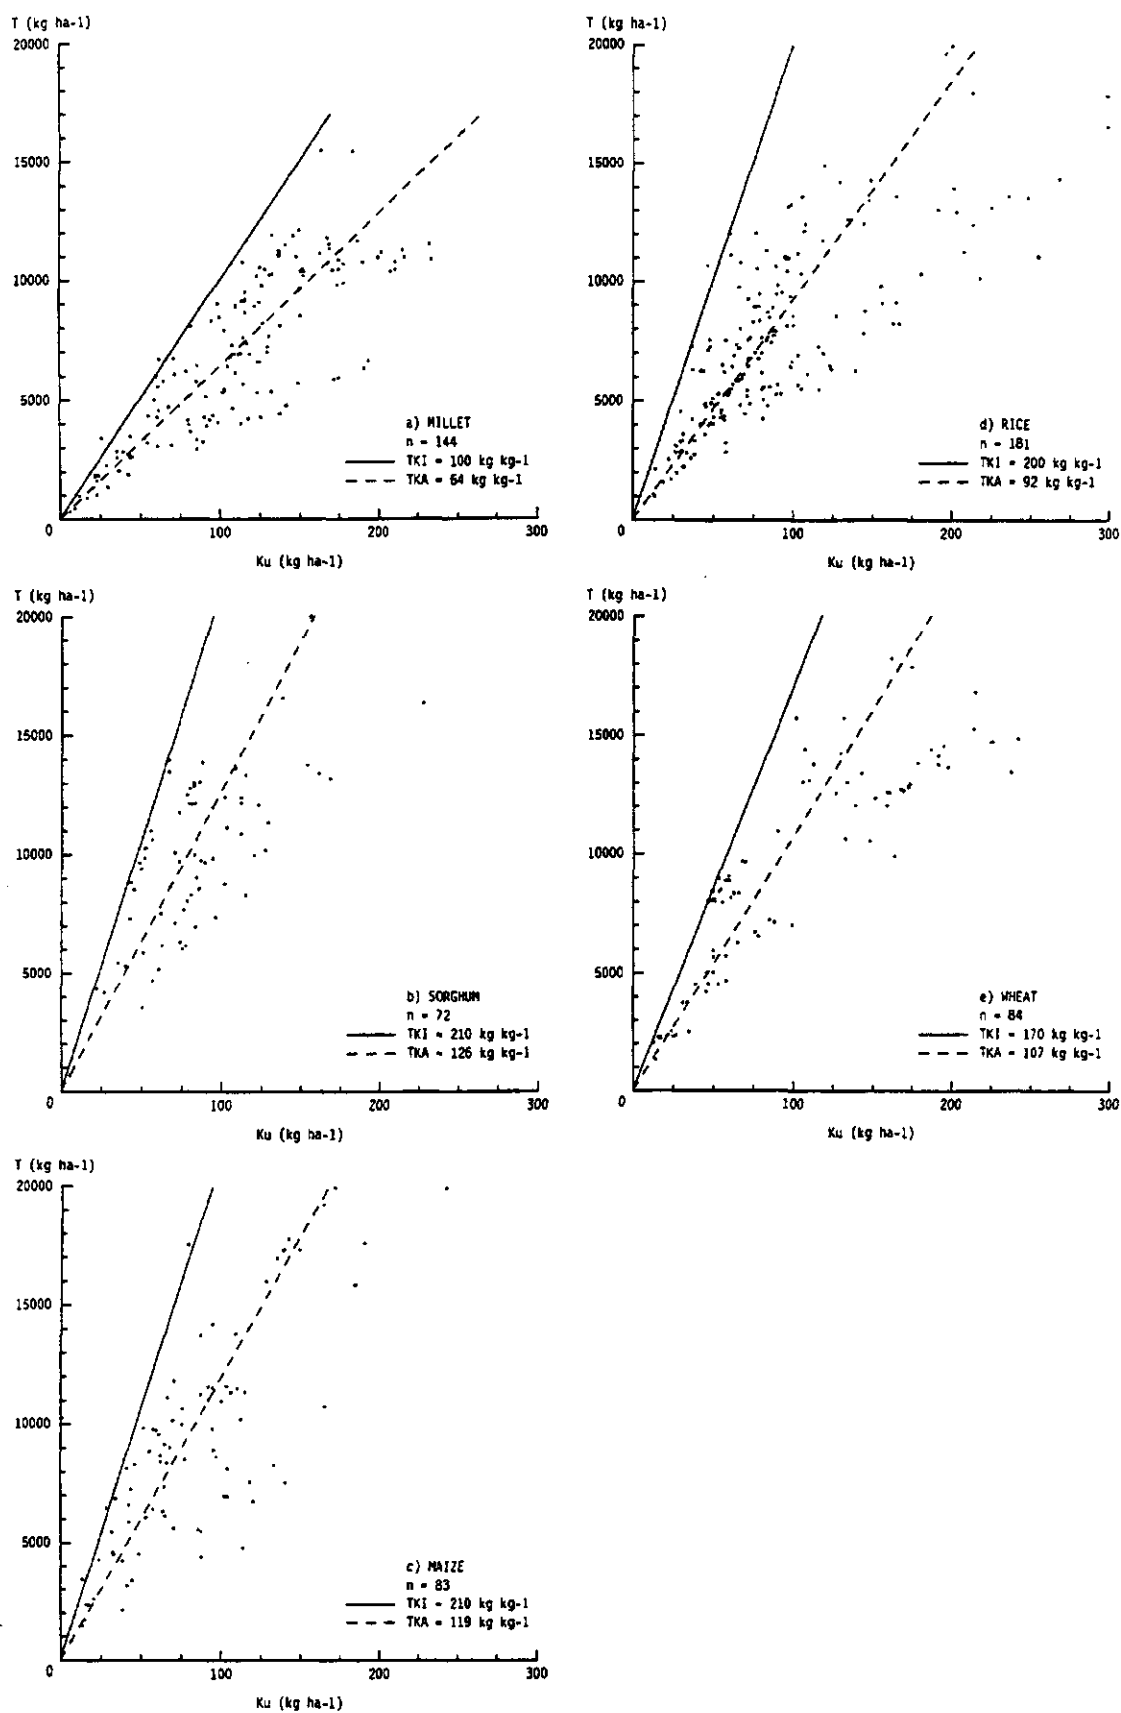 T (kg ha-1)
20000
15000
10000
5000
0
100
200
300
Ku (kg ha-1)
a) MILLET
n = 144
TKI = 100 kg kg-1
TKA = 64 kg kg-1
T (kg ha-1)
20000
15000
10000
5000
0
100
200
300
Ku (kg ha-1)
d) RICE
n = 181
TKI = 200 kg kg-1
TKA = 92 kg kg-1
T (kg ha-1)
20000
15000
10000
5000
0
100
200
300
Ku (kg ha-1)
b) SORGHUM
n = 72
TKI = 210 kg kg-1
TKA = 126 kg kg-1
T (kg ha-1)
20000
15000
10000
5000
0
100
200
300
Ku (kg ha-1)
e) WHEAT
n = 84
TKI = 170 kg kg-1
TKA = 107 kg kg-1
T (kg ha-1)
20000
15000
10000
5000
0
100
200
300
Ku (kg ha-1)
c) MAIZE
n = 83
TKI = 210 kg kg-1
TKA = 119 kg kg-1